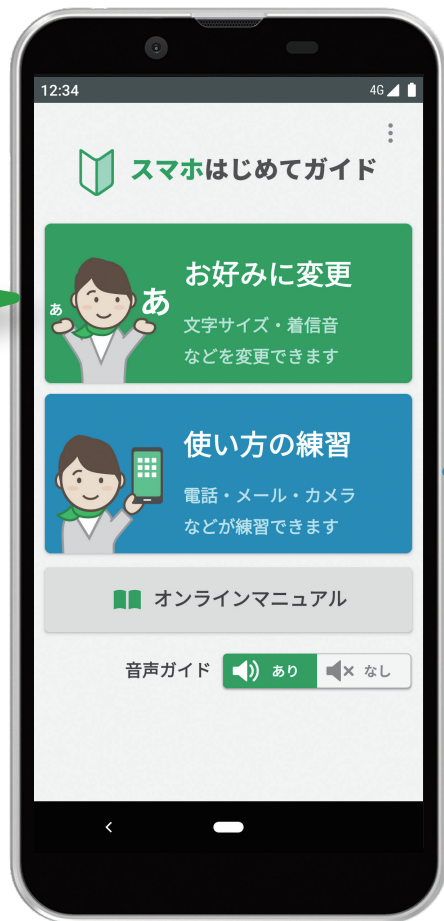 12:34 4G
スマホはじめてガイド
お好みに変更
あ あ
文字サイズ・着信音
などを変更できます
使い方の練習
電話・メール・カメラ
などが練習できます
オンラインマニュアル
音声ガイド あり なし